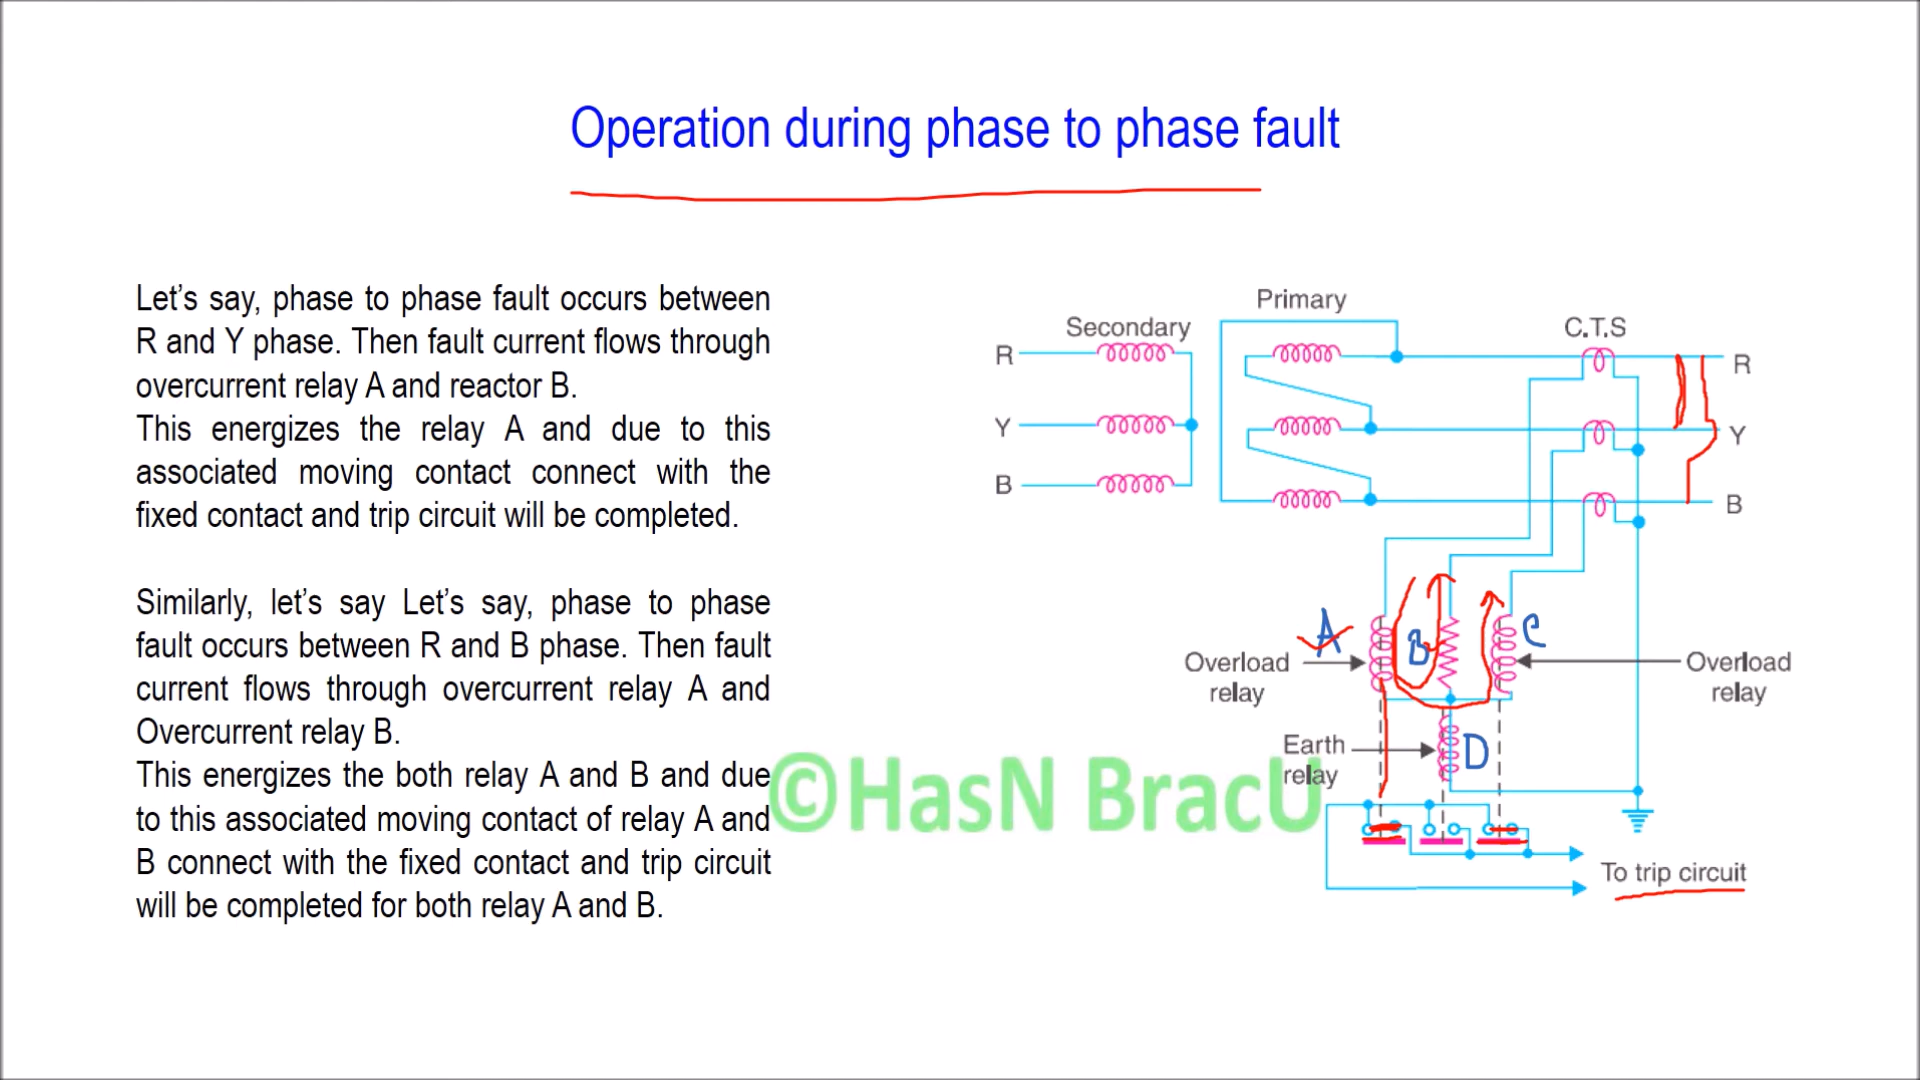 Operation during phase to phase fault
Let's say, phase to phase fault occurs between
R and Y phase. Then fault current flows through
overcurrent relay A and reactor B.
This energizes the relay A and due to this
associated moving contact connect with the
fixed contact and trip circuit will be completed.
Similarly, let's say Let's say, phase to phase
fault occurs between R and B phase. Then fault
current flows through overcurrent relay A and
Overcurrent relay B.
This energizes the both relay A and B and due
to this associated moving contact of relay A and
B connect with the fixed contact and trip circuit
will be completed for both relay A and B.
Primary
Secondary
C.T.S
R
R
Y
Y
B
B
A
B
C
Overload
relay
Overload
relay
Earth
relay
D
©HasN BracU
To trip circuit